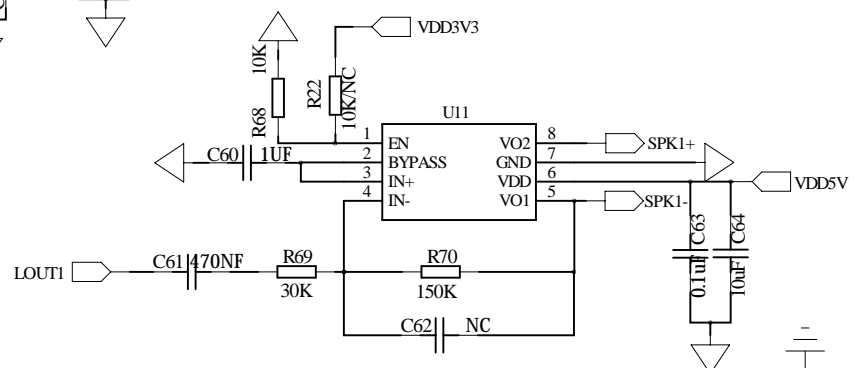 VDD3V3
10K
R68
R22
10K/NC
U11
C60 1UF
1 EN
2 BYPASS
3 IN+
4 IN-
VO2 8 SPK1+
GND 7
VDD 6 VDD5V
VO1 5 SPK1-
LOUT1
C61 470NF
R69
30K
R70
150K
C62 NC
C63
0.1uF
C64
10uF